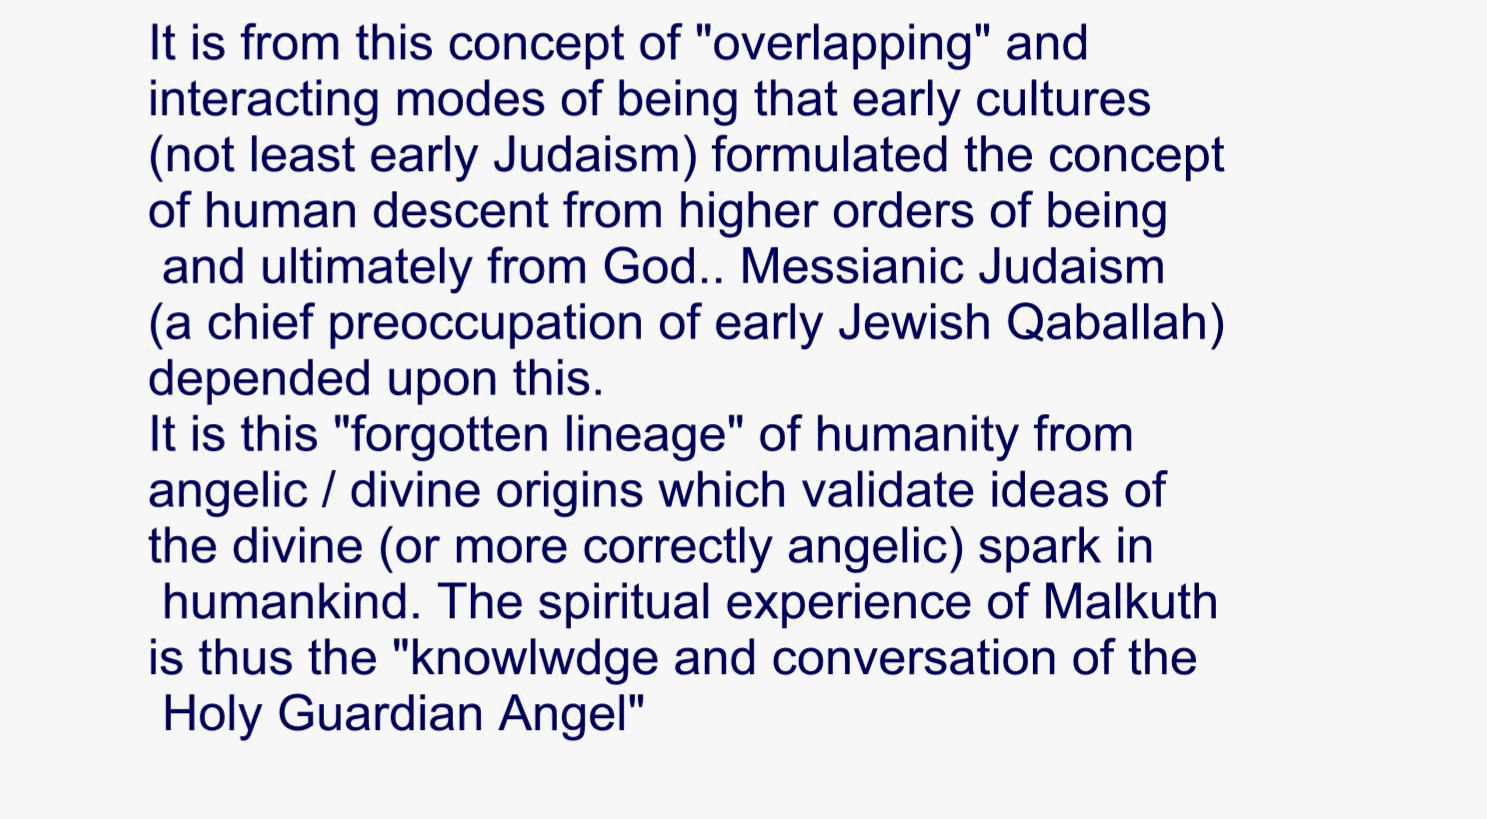 It is from this concept of "overlapping" and
interacting modes of being that early cultures
(not least early Judaism) formulated the concept
of human descent from higher orders of being
and ultimately from God.. Messianic Judaism
(a chief preoccupation of early Jewish Qaballah)
depended upon this.
It is this "forgotten lineage" of humanity from
angelic / divine origins which validate ideas of
the divine (or more correctly angelic) spark in
humankind. The spiritual experience of Malkuth
is thus the "knowlwdge and conversation of the
Holy Guardian Angel"